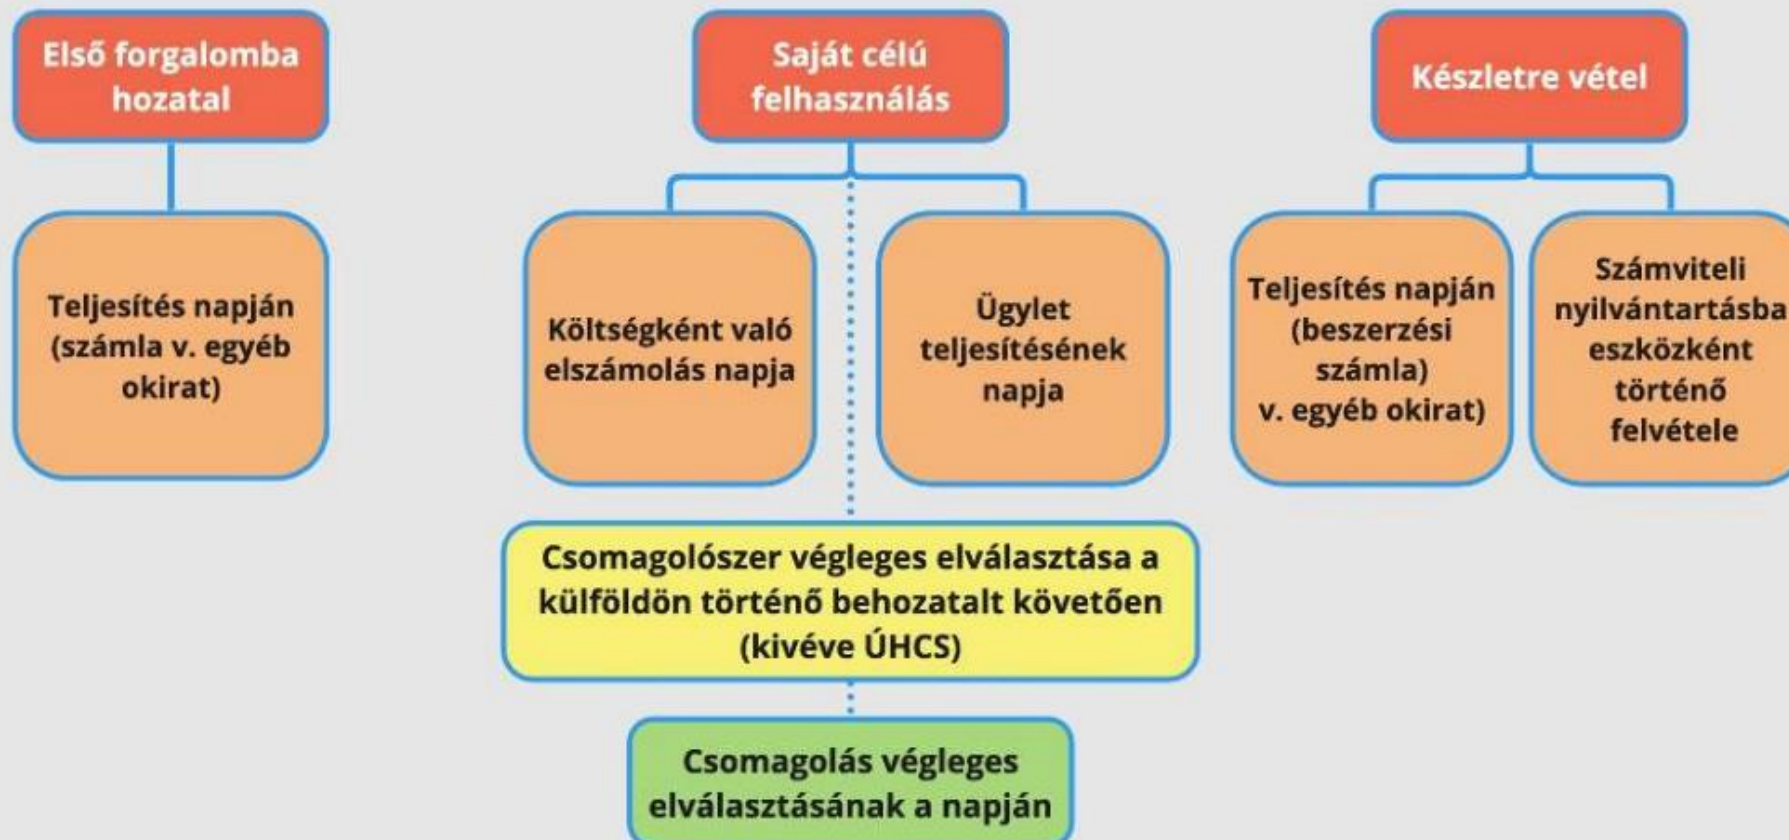 Első forgalomba
hozatal
Saját célú
felhasználás
Készletre vétel
Teljesítés napján
(számla v. egyéb
okirat)
Költségként való
elszámolás napja
Ügylet
teljesítésének
napja
Teljesítés napján
(beszerzési
számla)
v. egyéb okirat)
Számviteli
nyilvántartásba
eszközként
történő
felvétele
Csomagolószer végleges elválasztása a
külföldön történő behozatalt követően
(kivéve ÚHCS)
Csomagolás végleges
elválasztásának a napján